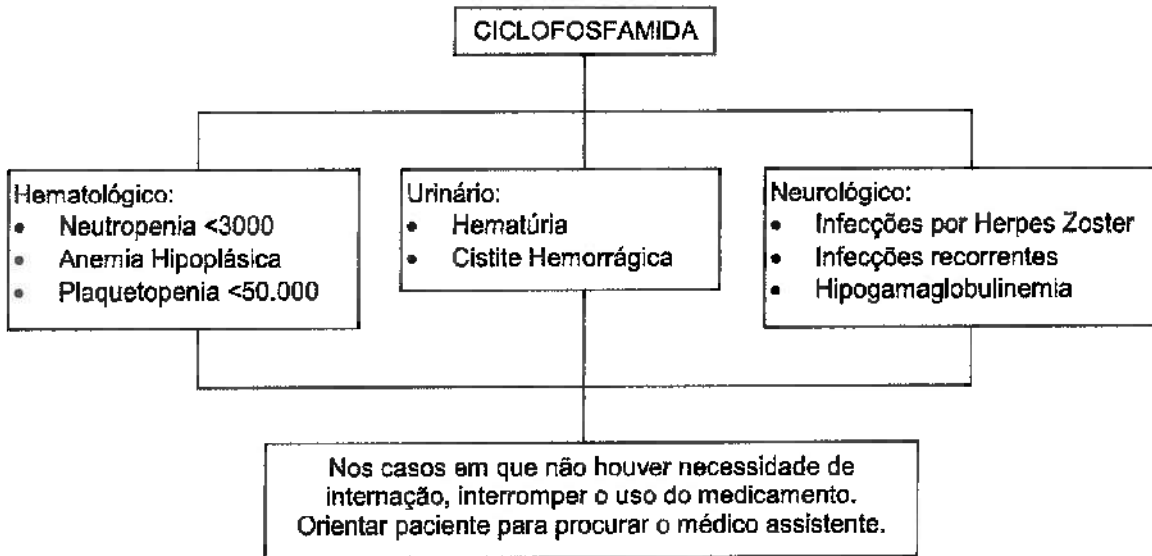 CICLOFOSFAMIDA
Hematológico:
• Neutropenia <3000
• Anemia Hipoplásica
• Plaquetopenia <50.000
Urinário:
• Hematúria
• Cistite Hemorrágica
Neurológico:
• Infecções por Herpes Zoster
• Infecções recorrentes
• Hipogamaglobulinemia
Nos casos em que não houver necessidade de
internação, interromper o uso do medicamento.
Orientar paciente para procurar o médico assistente.